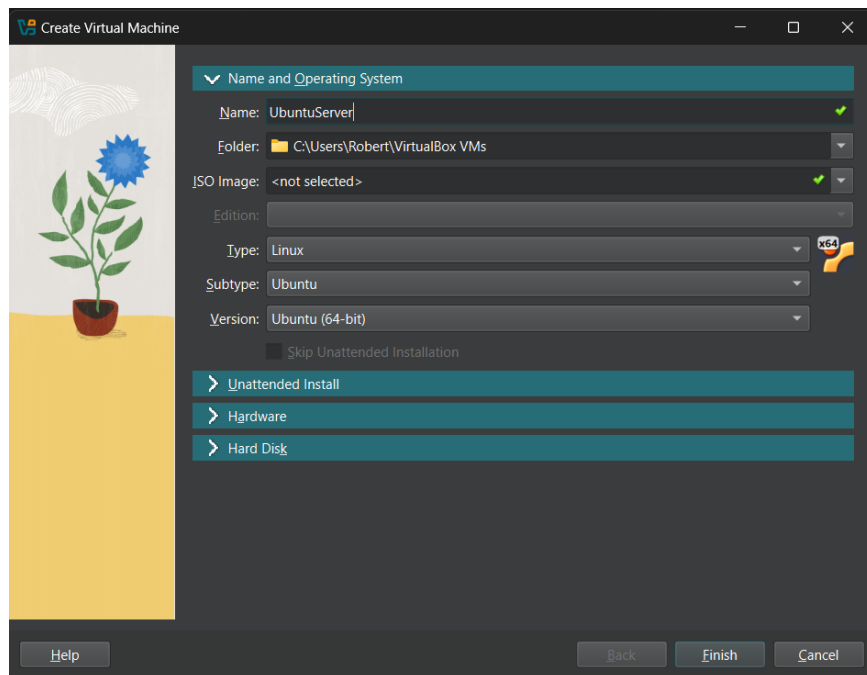 Create Virtual Machine
Name and Operating System
Name: UbuntuServer
Folder: C:\Users\Robert\VirtualBox VMs
ISO Image: <not selected>
Edition:
Type: Linux
x64
Subtype: Ubuntu
Version: Ubuntu (64-bit)
Skip Unattended Installation
Unattended Install
Hardware
Hard Disk
Help Back Finish Cancel